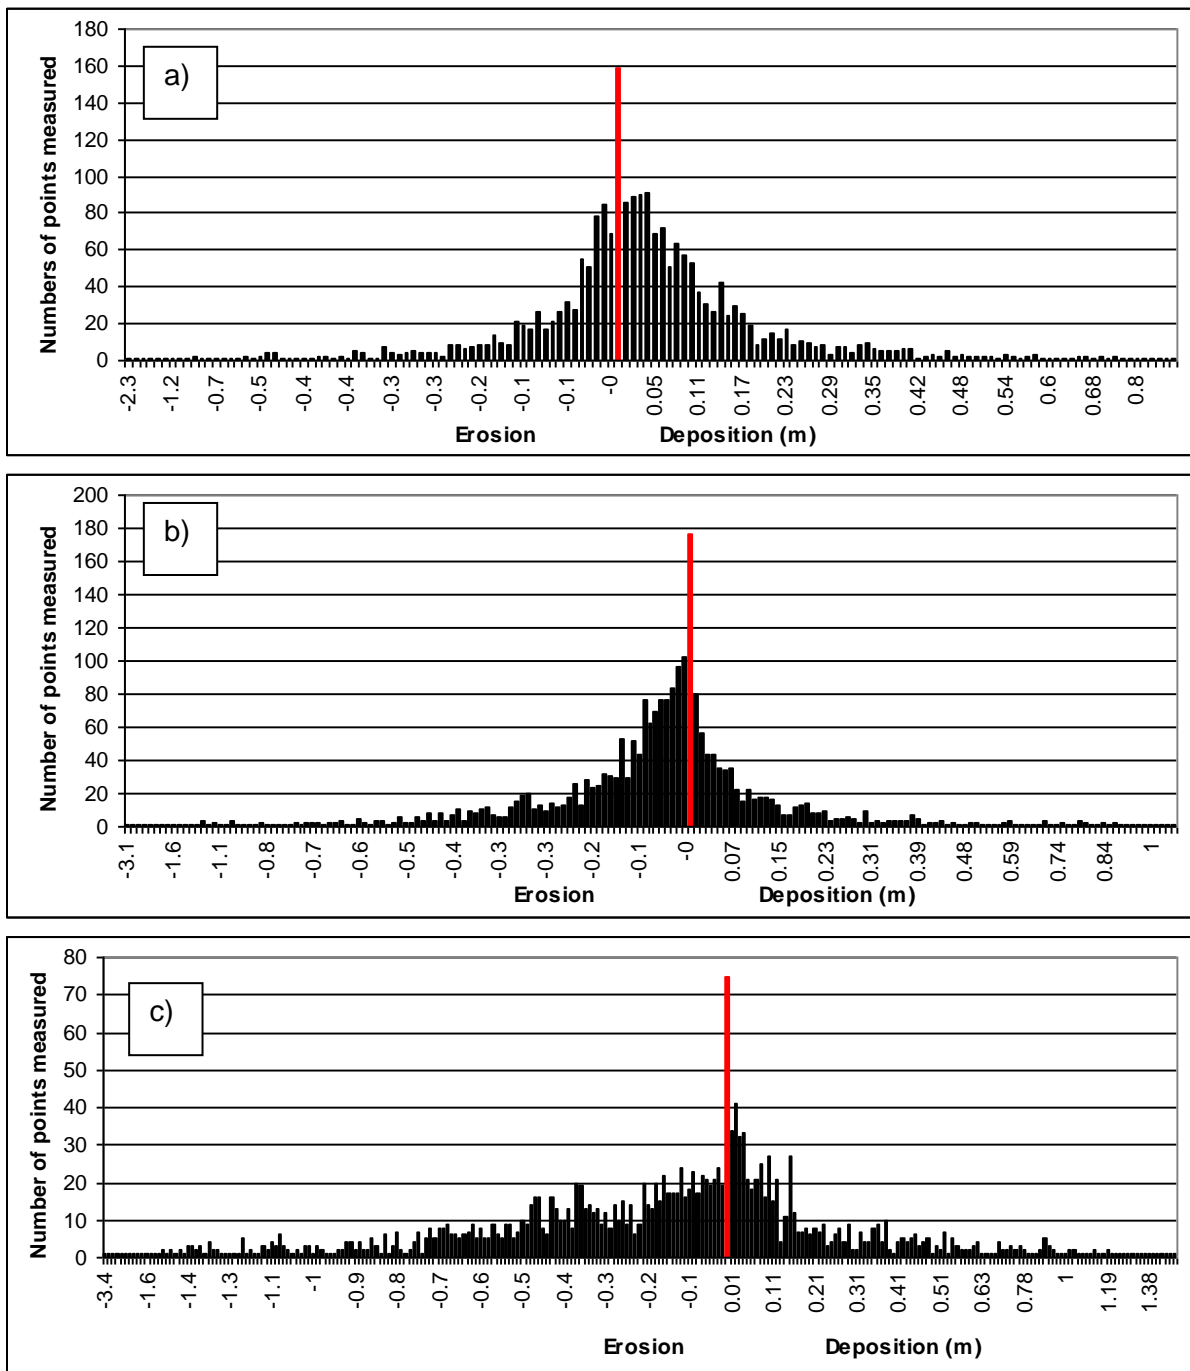 180
160
140
120
100
80
60
40
20
0
Numbers of points measured
a)
-2.3 -1.2 -0.7 -0.5 -0.4 -0.4 -0.3 -0.3 -0.2 -0.1 -0.1 -0 0.05 0.11 0.17 0.23 0.29 0.35 0.42 0.48 0.54 0.6 0.68 0.8
Erosion Deposition (m)
200
180
160
140
120
100
80
60
40
20
0
Number of points measured
b)
-3.1 -1.6 -1.1 -0.8 -0.7 -0.6 -0.5 -0.4 -0.3 -0.3 -0.2 -0.1 -0 0.07 0.15 0.23 0.31 0.39 0.48 0.59 0.74 0.84 1
Erosion Deposition (m)
80
70
60
50
40
30
20
10
0
Number of points measured
c)
-3.4 -1.6 -1.4 -1.3 -1.1 -1 -0.9 -0.8 -0.7 -0.6 -0.5 -0.4 -0.3 -0.2 -0.1 0.01 0.11 0.21 0.31 0.41 0.51 0.63 0.78 1 1.19 1.38
Erosion Deposition (m)